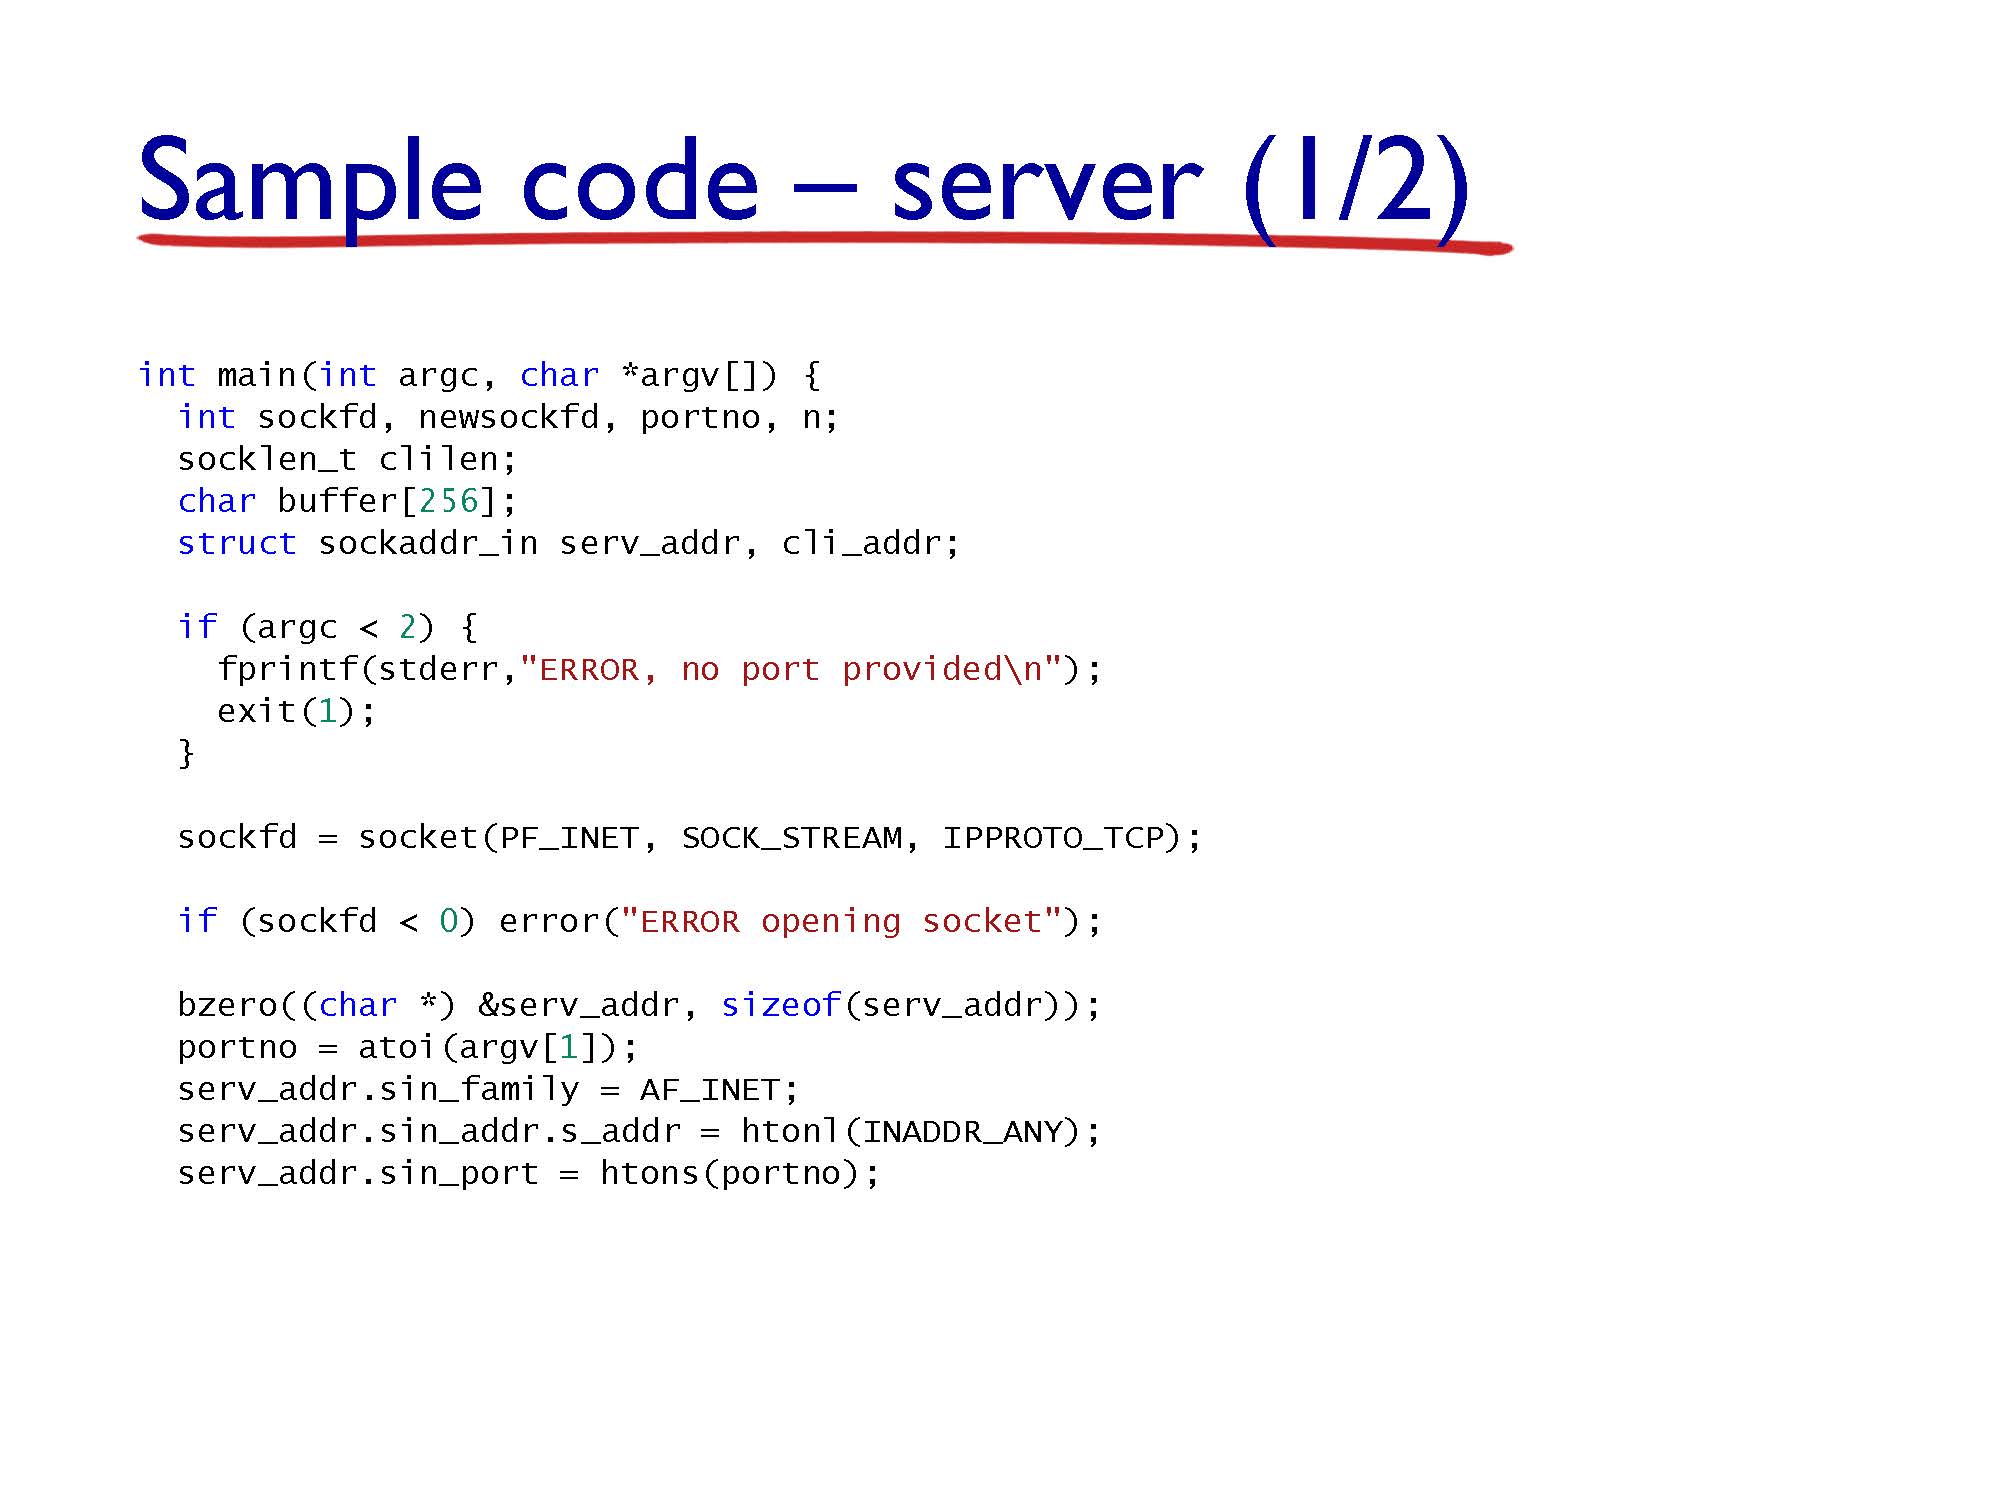 Sample code – server (1/2)
int main(int argc, char *argv[]) {
  int sockfd, newsockfd, portno, n;
  socklen_t clilen;
  char buffer[256];
  struct sockaddr_in serv_addr, cli_addr;

  if (argc < 2) {
    fprintf(stderr,"ERROR, no port provided\n");
    exit(1);
  }

  sockfd = socket(PF_INET, SOCK_STREAM, IPPROTO_TCP);

  if (sockfd < 0) error("ERROR opening socket");

  bzero((char *) &serv_addr, sizeof(serv_addr));
  portno = atoi(argv[1]);
  serv_addr.sin_family = AF_INET;
  serv_addr.sin_addr.s_addr = htonl(INADDR_ANY);
  serv_addr.sin_port = htons(portno);